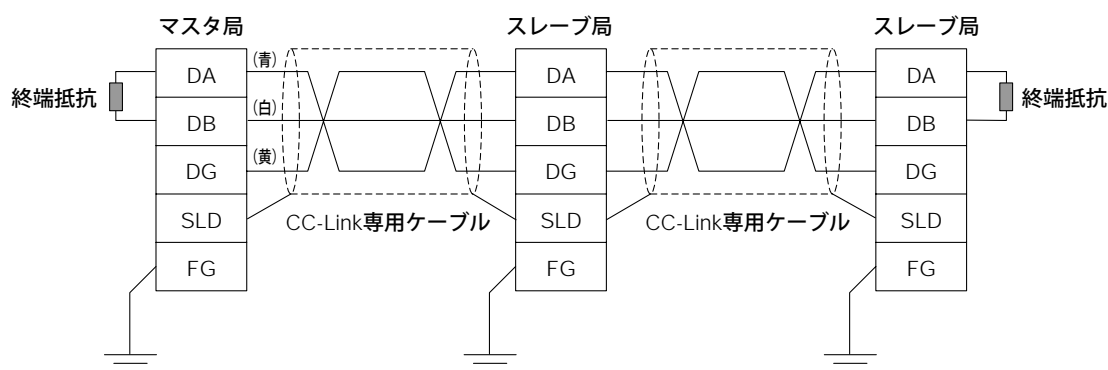 マスタ局
スレーブ局
スレーブ局
終端抵抗
DA
DB
DG
SLD
FG
(青)
(白)
(黄)
CC-Link専用ケーブル
DA
DB
DG
SLD
FG
CC-Link専用ケーブル
DA
DB
DG
SLD
FG
終端抵抗